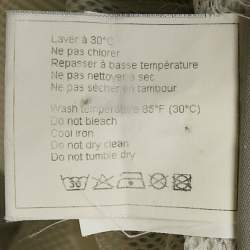 Laver à 30°C
Ne pas chlorer
Repasser à basse température
Ne pas nettoyer à sec
Ne pas sécher en tambour
Wash temperature 85°F (30°C)
Do not bleach
Cool iron
Do not dry clean
Do not tumble dry
30